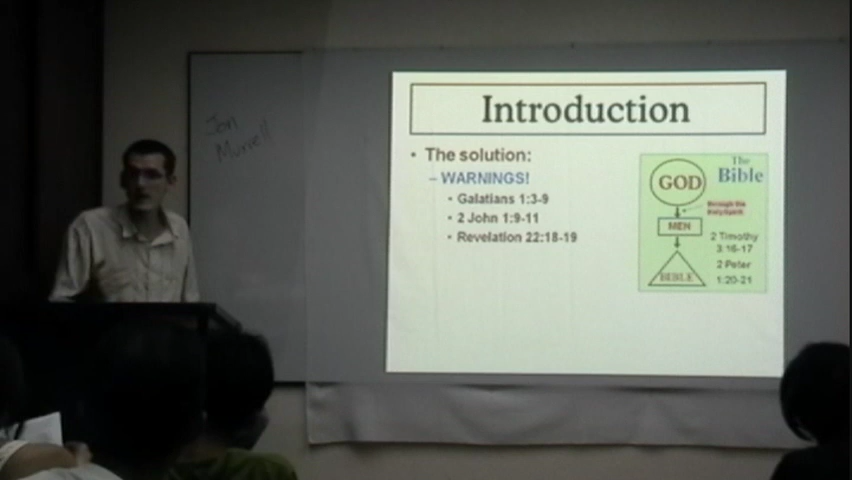 Jon
Murrell
Introduction
• The solution:
– WARNINGS!
• Galatians 1:3-9
• 2 John 1:9-11
• Revelation 22:18-19
The
Bible
GOD
through the
Holy Spirit
MEN
2 Timothy
3:16-17
2 Peter
1:20-21
BIBLE